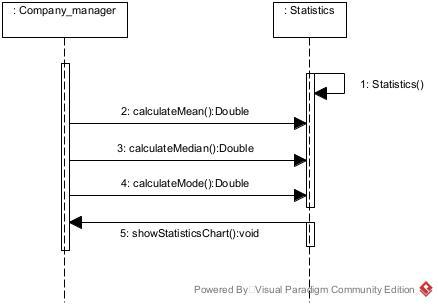 : Company_manager
: Statistics
1: Statistics()
2: calculateMean():Double
3: calculateMedian():Double
4: calculateMode():Double
5: showStatisticsChart():void
Powered By Visual Paradigm Community Edition